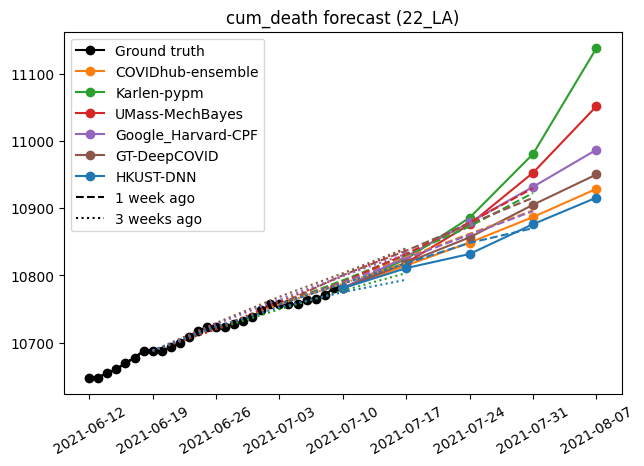 cum_death forecast (22_LA)
Ground truth
COVIDhub-ensemble
Karlen-pypm
UMass-MechBayes
Google_Harvard-CPF
GT-DeepCOVID
HKUST-DNN
1 week ago
3 weeks ago
11100
11000
10900
10800
10700
2021-06-12
2021-06-19
2021-06-26
2021-07-03
2021-07-10
2021-07-17
2021-07-24
2021-07-31
2021-08-07